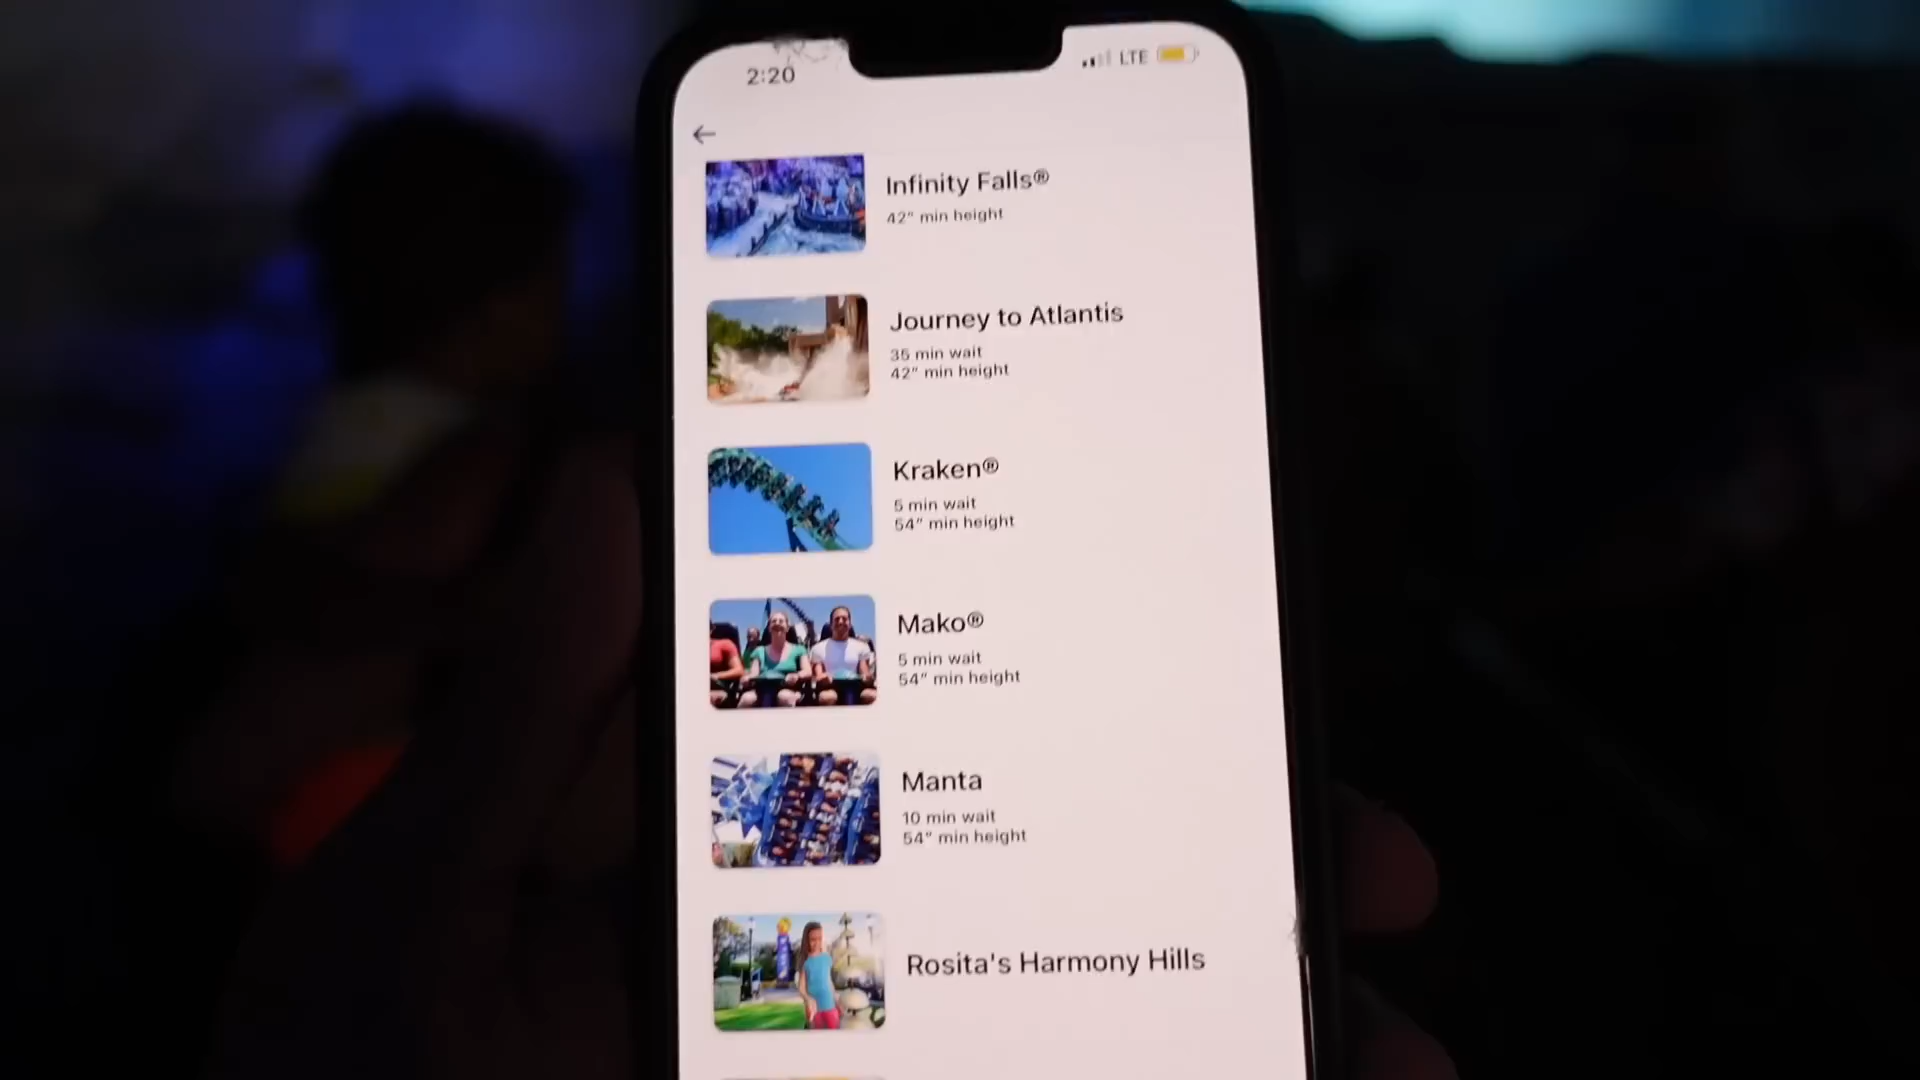 2:20
LTE
Infinity Falls®
42" min height
Journey to Atlantis
35 min wait
42" min height
Kraken®
5 min wait
54" min height
Mako®
5 min wait
54" min height
Manta
10 min wait
54" min height
Rosita's Harmony Hills